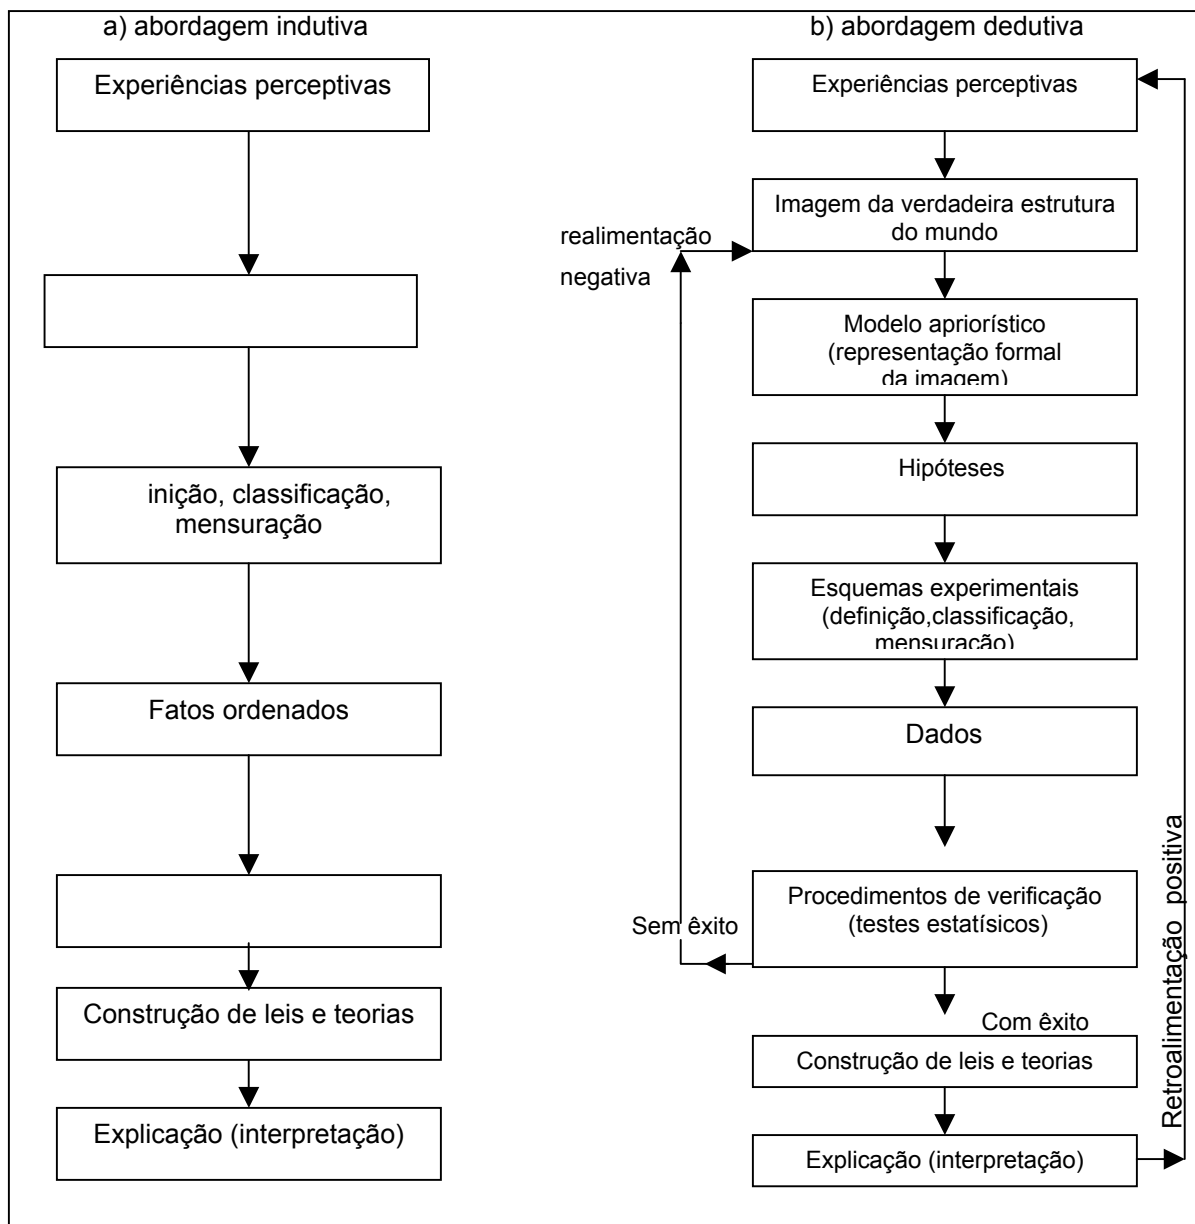 a) abordagem indutiva
Experiências perceptivas
inição, classificação,
mensuração
Fatos ordenados
Construção de leis e teorias
Explicação (interpretação)
b) abordagem dedutiva
Experiências perceptivas
Imagem da verdadeira estrutura
do mundo
realimentação
negativa
Modelo apriorístico
(representação formal
da imagem)
Hipóteses
Esquemas experimentais
(definição,classificação,
mensuração)
Dados
Procedimentos de verificação
(testes estatísicos)
Sem êxito
Com êxito
Construção de leis e teorias
Explicação (interpretação)
Retroalimentação positiva